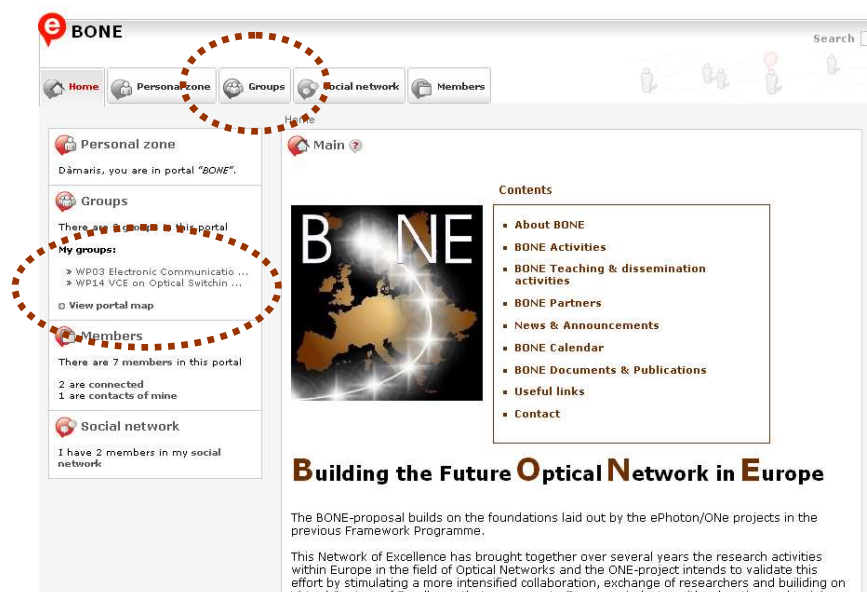 BONE
Search
Home
Personal zone
Groups
Social network
Members
Home
Personal zone
Dàmaris, you are in portal "BONE".
Groups
There are groups in this portal
My groups:
» WP03 Electronic Communicatio ...
» WP14 VCE on Optical Switchin ...
View portal map
Members
There are 7 members in this portal
2 are connected
1 are contacts of mine
Social network
I have 2 members in my social
network
Main ?
B NE
Contents
▪ About BONE
▪ BONE Activities
▪ BONE Teaching & dissemination
activities
▪ BONE Partners
▪ News & Announcements
▪ BONE Calendar
▪ BONE Documents & Publications
▪ Useful links
▪ Contact
Building the Future Optical Network in Europe
The BONE-proposal builds on the foundations laid out by the ePhoton/ONe projects in the
previous Framework Programme.
This Network of Excellence has brought together over several years the research activities
within Europe in the field of Optical Networks and the ONE-project intends to validate this
effort by stimulating a more intensified collaboration, exchange of researchers and builiding on